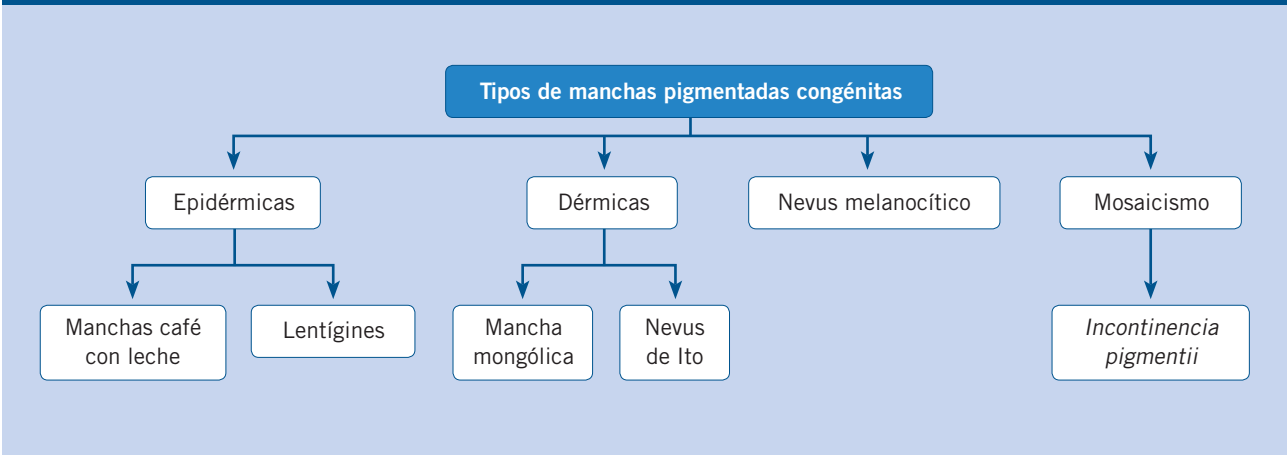 Tipos de manchas pigmentadas congénitas
Epidérmicas
Dérmicas
Nevus melanocítico
Mosaicismo
Manchas café
con leche
Lentígines
Mancha
mongólica
Nevus
de Ito
Incontinencia
pigmentii